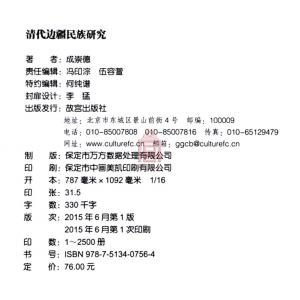 清代边疆民族研究
著 者：成崇德
责任编辑：冯印淙 伍容萱
特约编辑：何纯谱
封扉设计：李 猛
出版发行：故宫出版社
地址：北京市东城区景山前街4号 邮编：100009
电话：010-85007808 010-85007816 传真：010-65129479
网址：www.culturefc.cn 邮箱：ggcb@culturefc.cn
制 版：保定市万方数据处理有限公司
印 刷：保定市中画美凯印刷有限公司
开 本：787毫米×1092毫米 1/16
印 张：31.5
字 数：330千字
版 次：2015年6月第1版
2015年6月第1次印刷
印 数：1～2500册
书 号：ISBN 978-7-5134-0756-4
定 价：76.00元